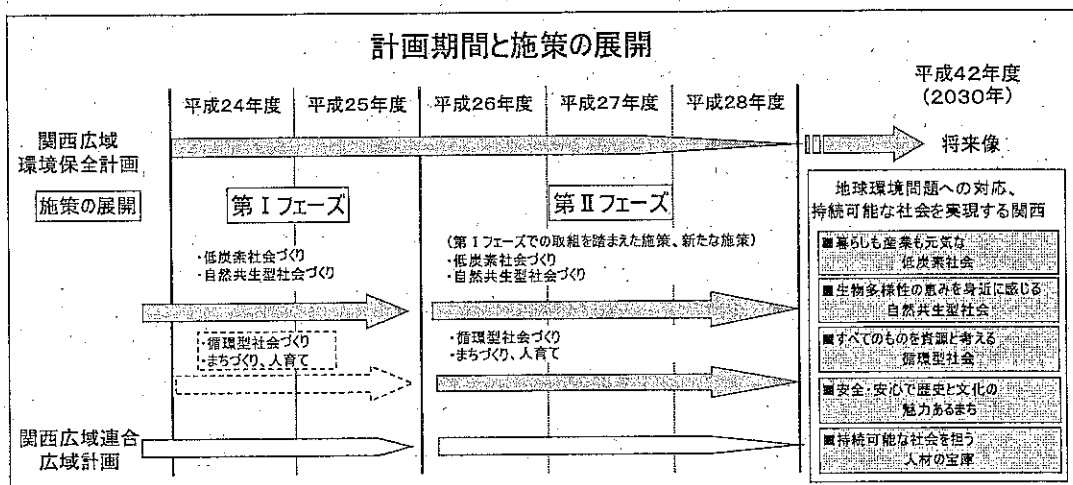 計画期間と施策の展開
平成24年度
平成25年度
平成26年度
平成27年度
平成28年度
平成42年度
(2030年)
関西広域
環境保全計画
将来像
施策の展開
第Ⅰフェーズ
第Ⅱフェーズ
・低炭素社会づくり
・自然共生型社会づくり
(第Ⅰフェーズでの取組を踏まえた施策、新たな施策)
・低炭素社会づくり
・自然共生型社会づくり
・循環型社会づくり
・まちづくり、人育て
・循環型社会づくり
・まちづくり、人育て
関西広域連合
広域計画
地球環境問題への対応、
持続可能な社会を実現する関西
■暮らしも産業も元気な
低炭素社会
■生物多様性の恵みを身近に感じる
自然共生型社会
■すべてのものを資源と考える
循環型社会
■安全・安心で歴史と文化の
魅力あるまち
■持続可能な社会を担う
人材の宝庫